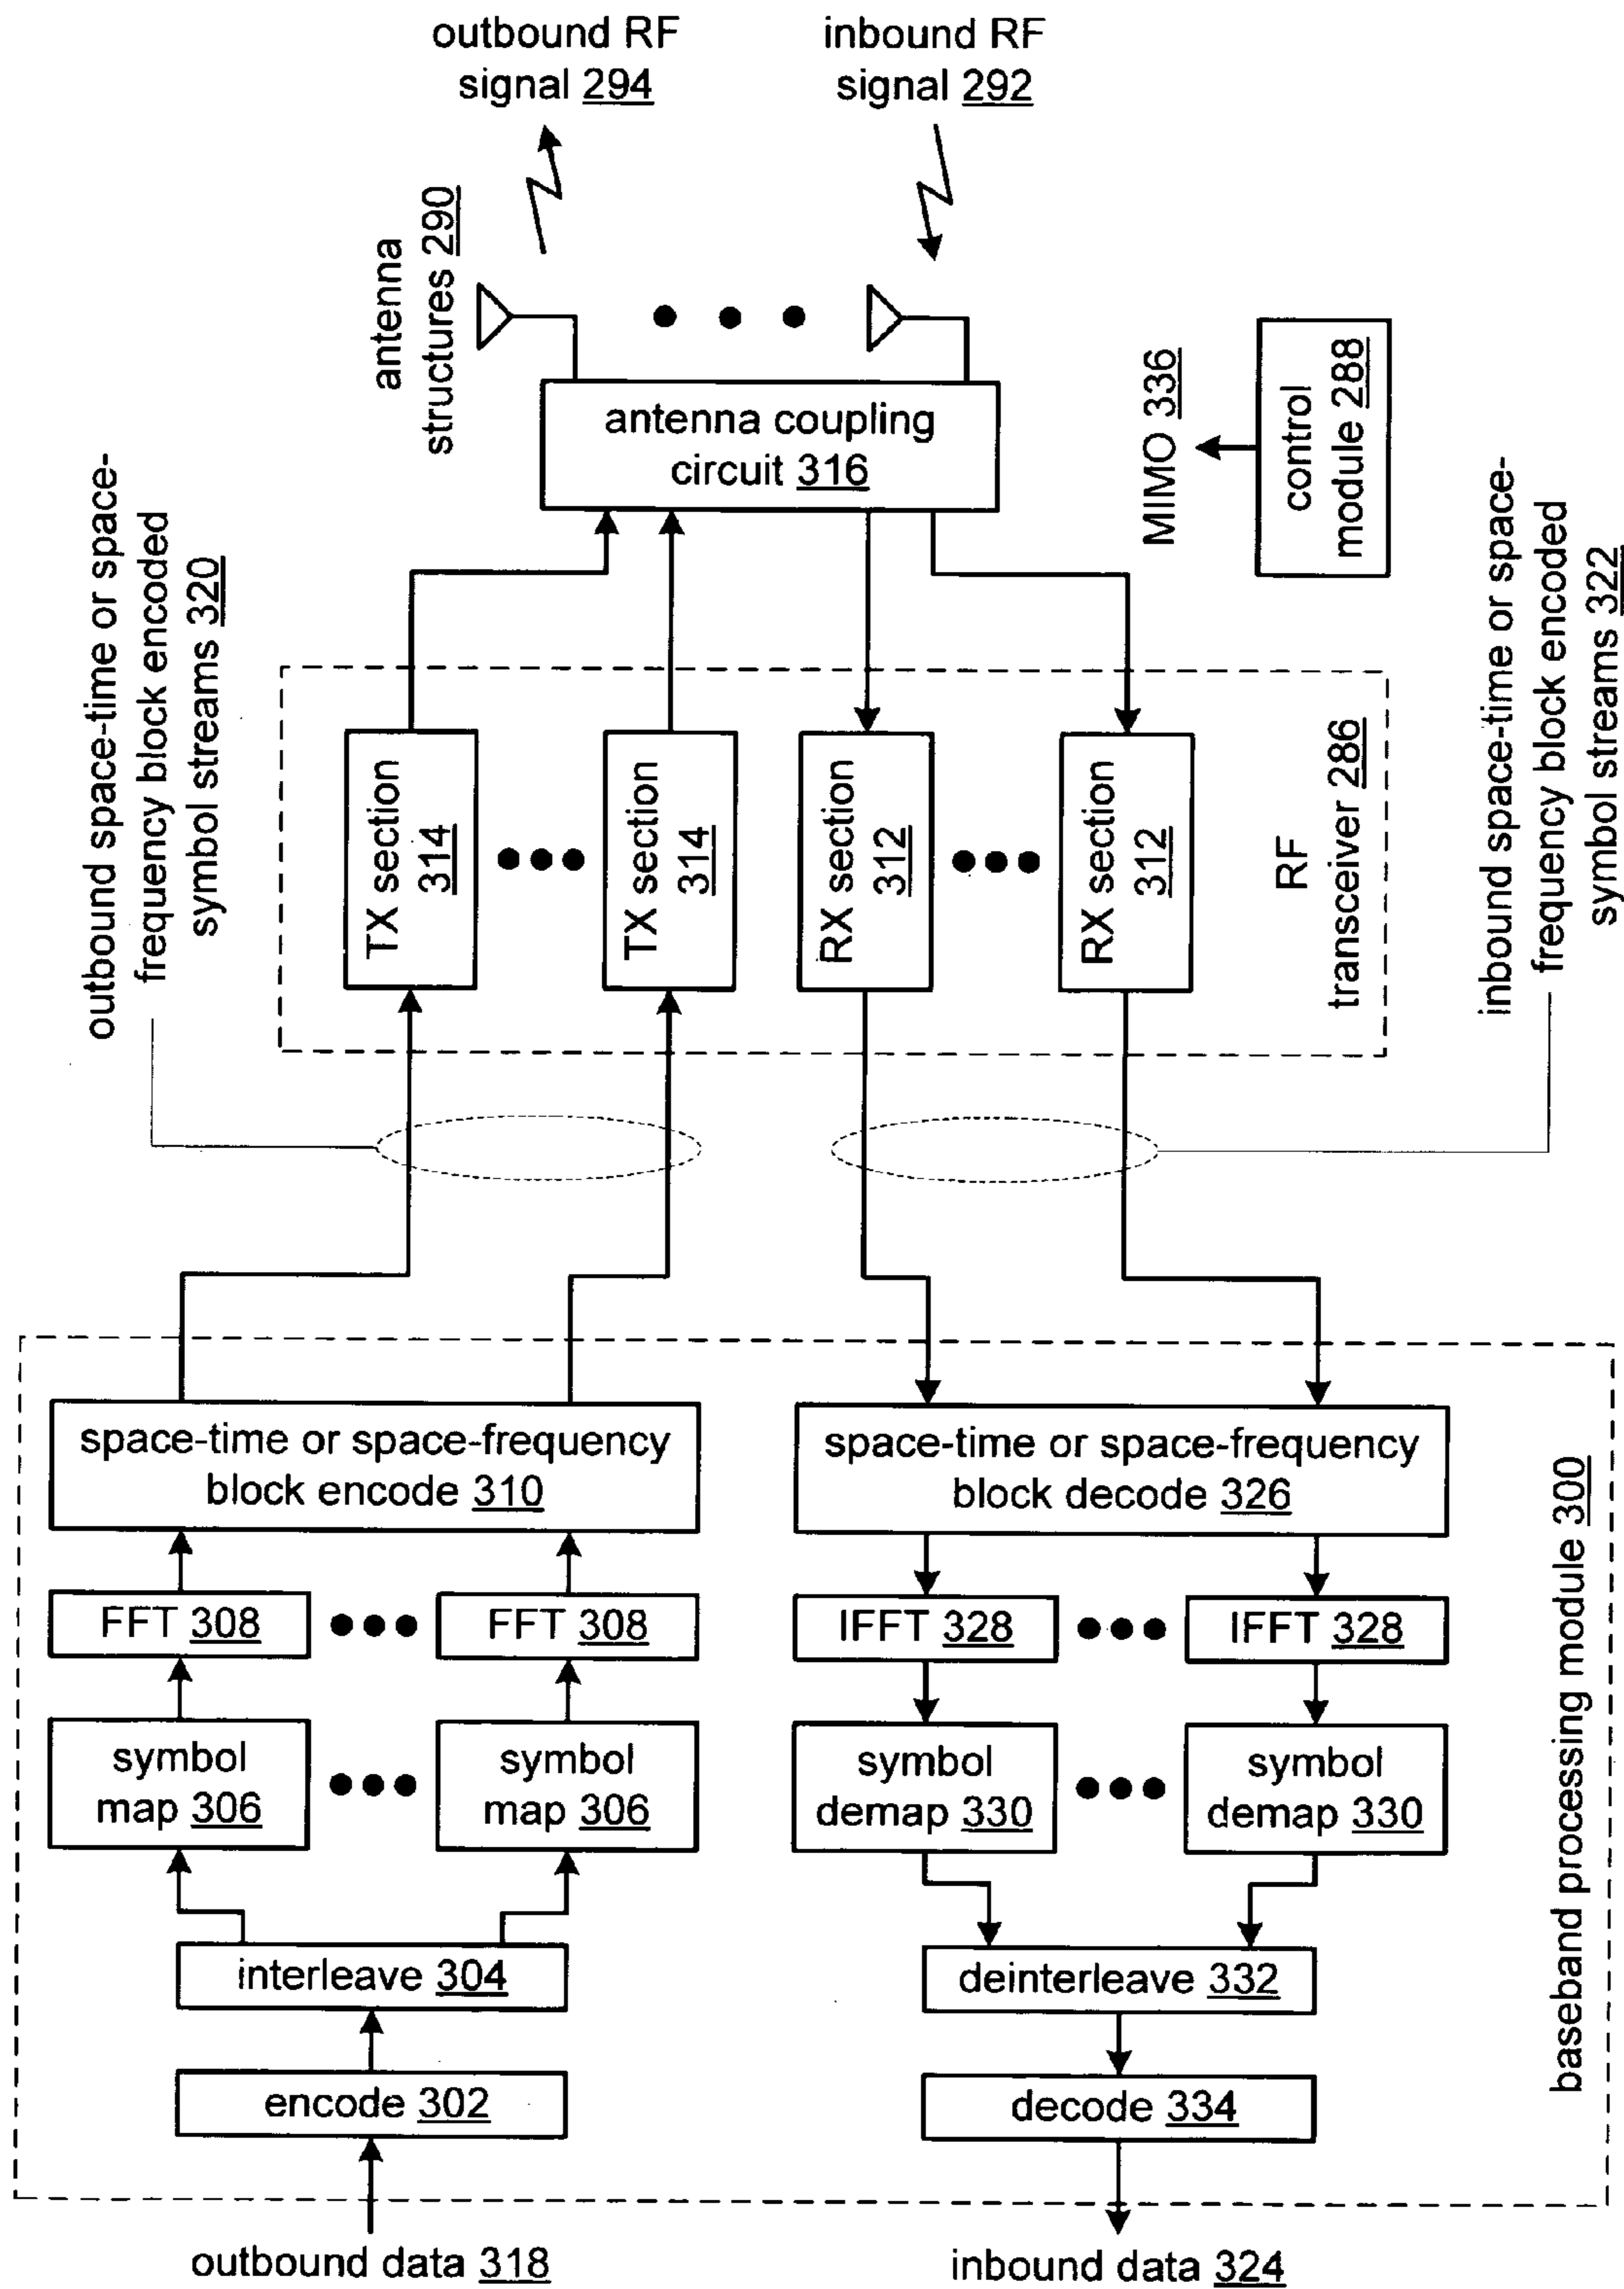 outbound RF
signal 294
inbound RF
signal 292
antenna
structures 290
antenna coupling
circuit 316
MIMO 336
control
module 288
outbound space-time or space-
frequency block encoded
symbol streams 320
inbound space-time or space-
frequency block encoded
symbol streams 322
TX section
314
TX section
314
RX section
312
RX section
312
RF
transceiver 286
space-time or space-frequency
block encode 310
space-time or space-frequency
block decode 326
FFT 308
FFT 308
IFFT 328
IFFT 328
symbol
map 306
symbol
map 306
symbol
demap 330
symbol
demap 330
interleave 304
deinterleave 332
encode 302
decode 334
baseband processing module 300
outbound data 318
inbound data 324